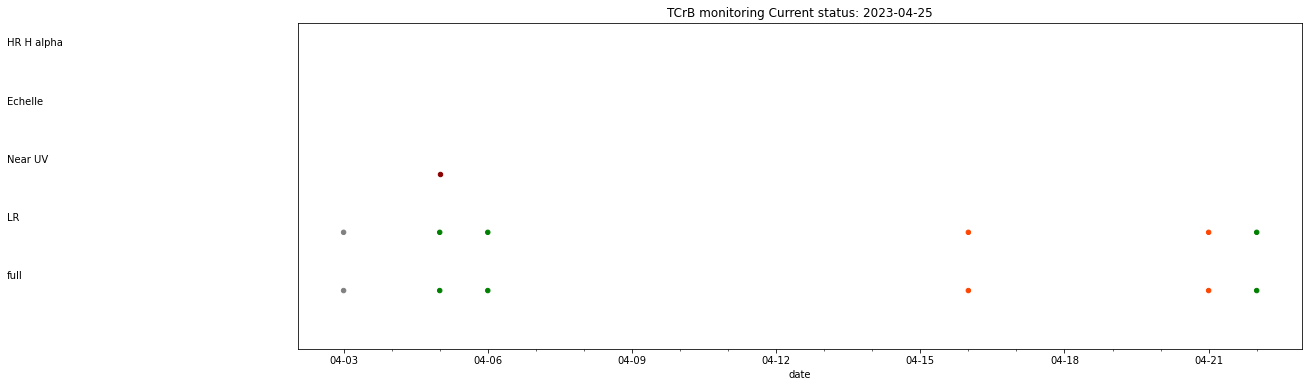 TCrB monitoring Current status: 2023-04-25
HR H alpha
Echelle
Near UV
LR
full
04-03 04-06 04-09 04-12 04-15 04-18 04-21
date